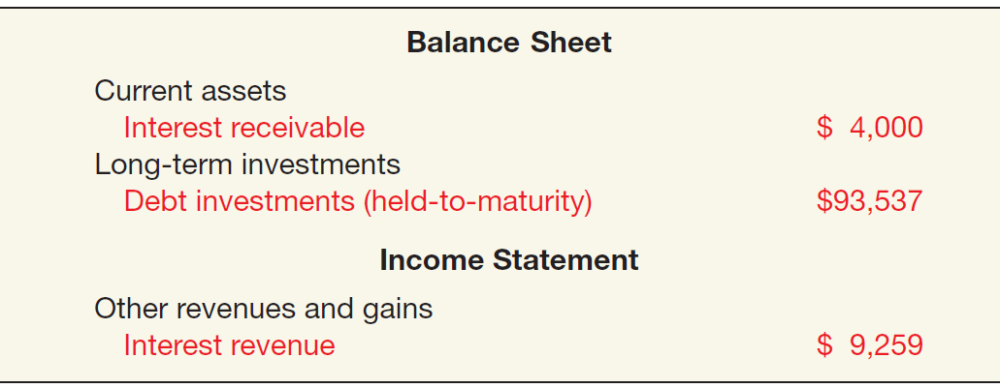 Balance Sheet
Current assets
Interest receivable $ 4,000
Long-term investments
Debt investments (held-to-maturity) $93,537
Income Statement
Other revenues and gains
Interest revenue $ 9,259